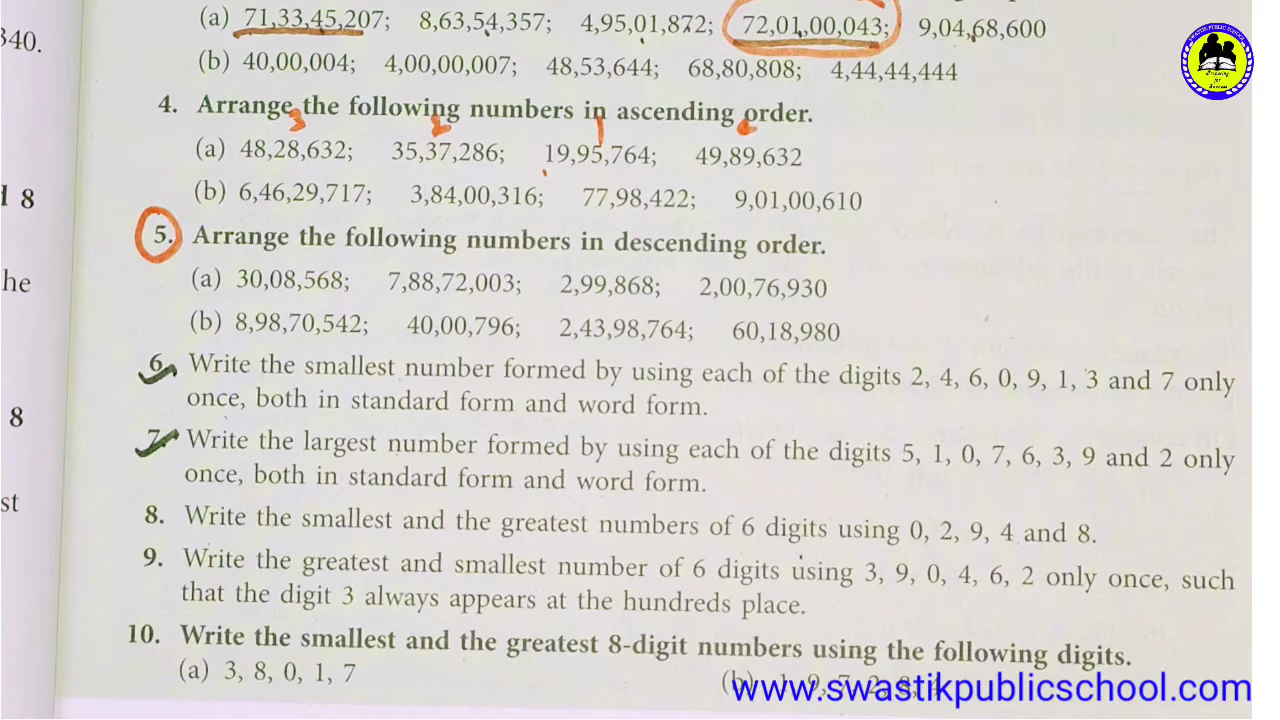 340.
(a) 71,33,45,207; 8,63,54,357; 4,95,01,872; 72,01,00,043; 9,04,68,600
(b) 40,00,004; 4,00,00,007; 48,53,644; 68,80,808; 4,44,44,444
4. Arrange the following numbers in ascending order.
3 2 1
(a) 48,28,632; 35,37,286; 19,95,764; 49,89,632
8
(b) 6,46,29,717; 3,84,00,316; 77,98,422; 9,01,00,610
5. Arrange the following numbers in descending order.
he
(a) 30,08,568; 7,88,72,003; 2,99,868; 2,00,76,930
(b) 8,98,70,542; 40,00,796; 2,43,98,764; 60,18,980
6. Write the smallest number formed by using each of the digits 2, 4, 6, 0, 9, 1, 3 and 7 only
once, both in standard form and word form.
8
7. Write the largest number formed by using each of the digits 5, 1, 0, 7, 6, 3, 9 and 2 only
once, both in standard form and word form.
st
8. Write the smallest and the greatest numbers of 6 digits using 0, 2, 9, 4 and 8.
9. Write the greatest and smallest number of 6 digits using 3, 9, 0, 4, 6, 2 only once, such
that the digit 3 always appears at the hundreds place.
10. Write the smallest and the greatest 8-digit numbers using the following digits.
(a) 3, 8, 0, 1, 7
(b)
www.swastikpublicschool.com
SWASTIK PUBLIC SCHOOL
Preparing
for
Success